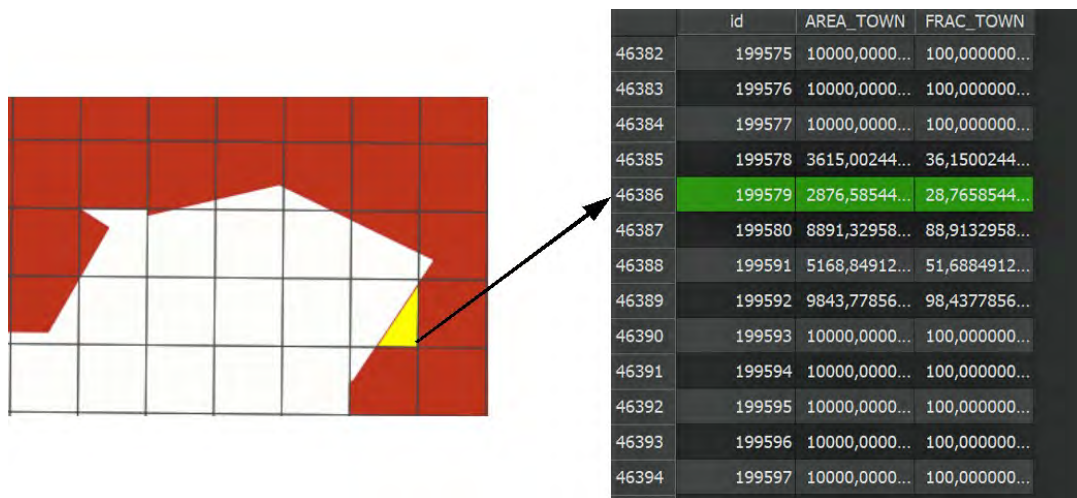 id AREA_TOWN FRAC_TOWN
46382 199575 10000,0000... 100,000000...
46383 199576 10000,0000... 100,000000...
46384 199577 10000,0000... 100,000000...
46385 199578 3615,00244... 36,1500244...
46386 199579 2876,58544... 28,7658544...
46387 199580 8891,32958... 88,9132958...
46388 199591 5168,84912... 51,6884912...
46389 199592 9843,77856... 98,4377856...
46390 199593 10000,0000... 100,000000...
46391 199594 10000,0000... 100,000000...
46392 199595 10000,0000... 100,000000...
46393 199596 10000,0000... 100,000000...
46394 199597 10000,0000... 100,000000...